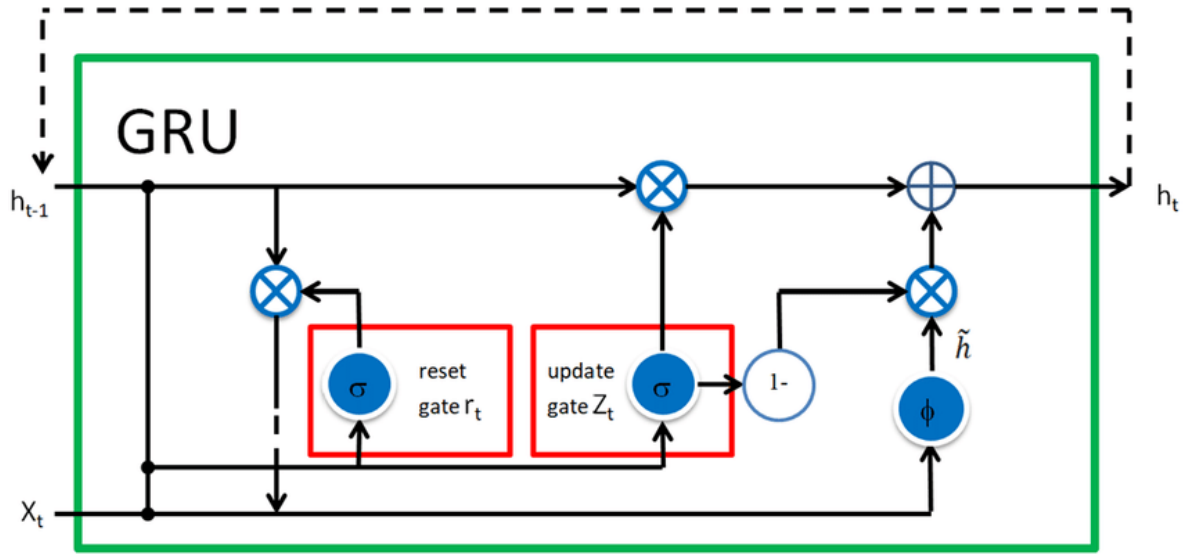 GRU
h_{t-1}
h_t
h̃
σ
reset
gate r_t
update
gate Z_t
σ
1-
ϕ
X_t